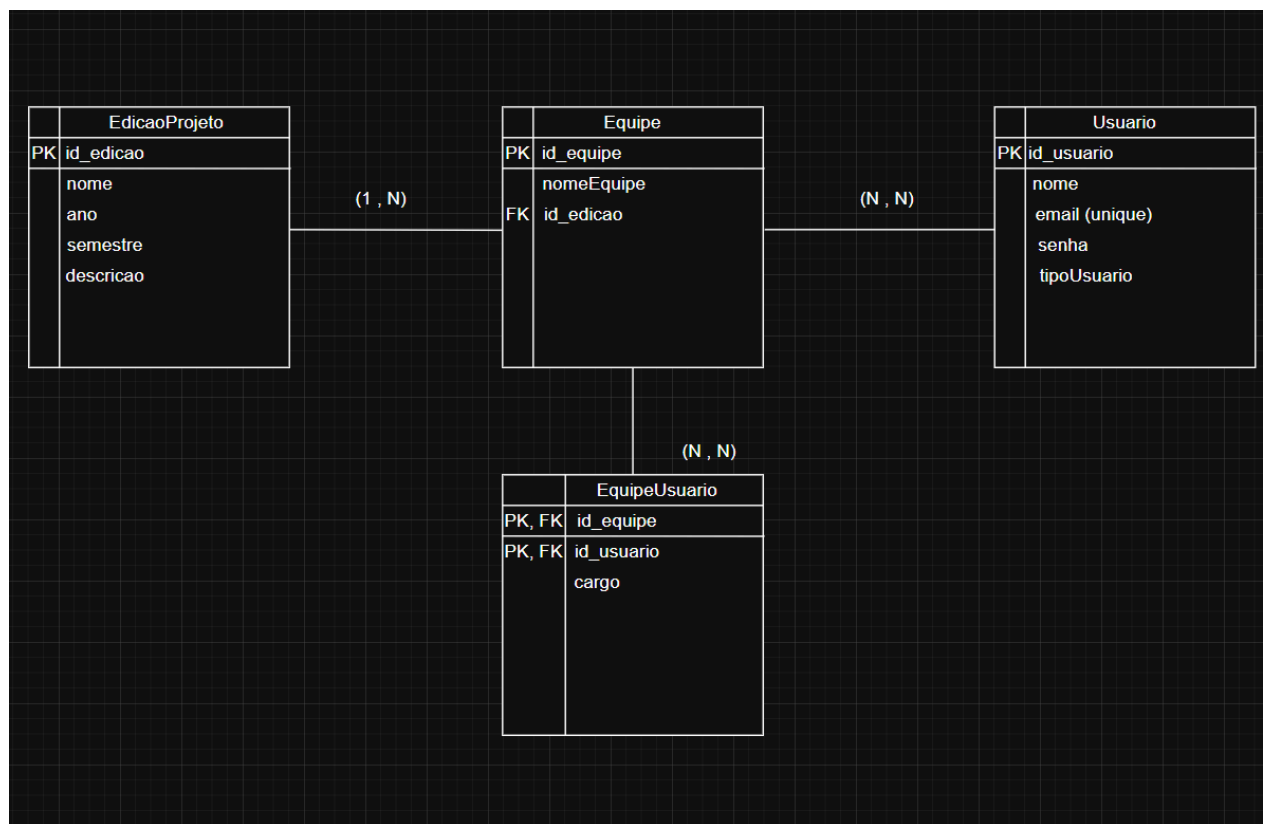 EdicaoProjeto
PK id_edicao
nome
ano
semestre
descricao
(1 , N)
Equipe
PK id_equipe
nomeEquipe
FK id_edicao
(N , N)
Usuario
PK id_usuario
nome
email (unique)
senha
tipoUsuario
(N , N)
EquipeUsuario
PK, FK id_equipe
PK, FK id_usuario
cargo